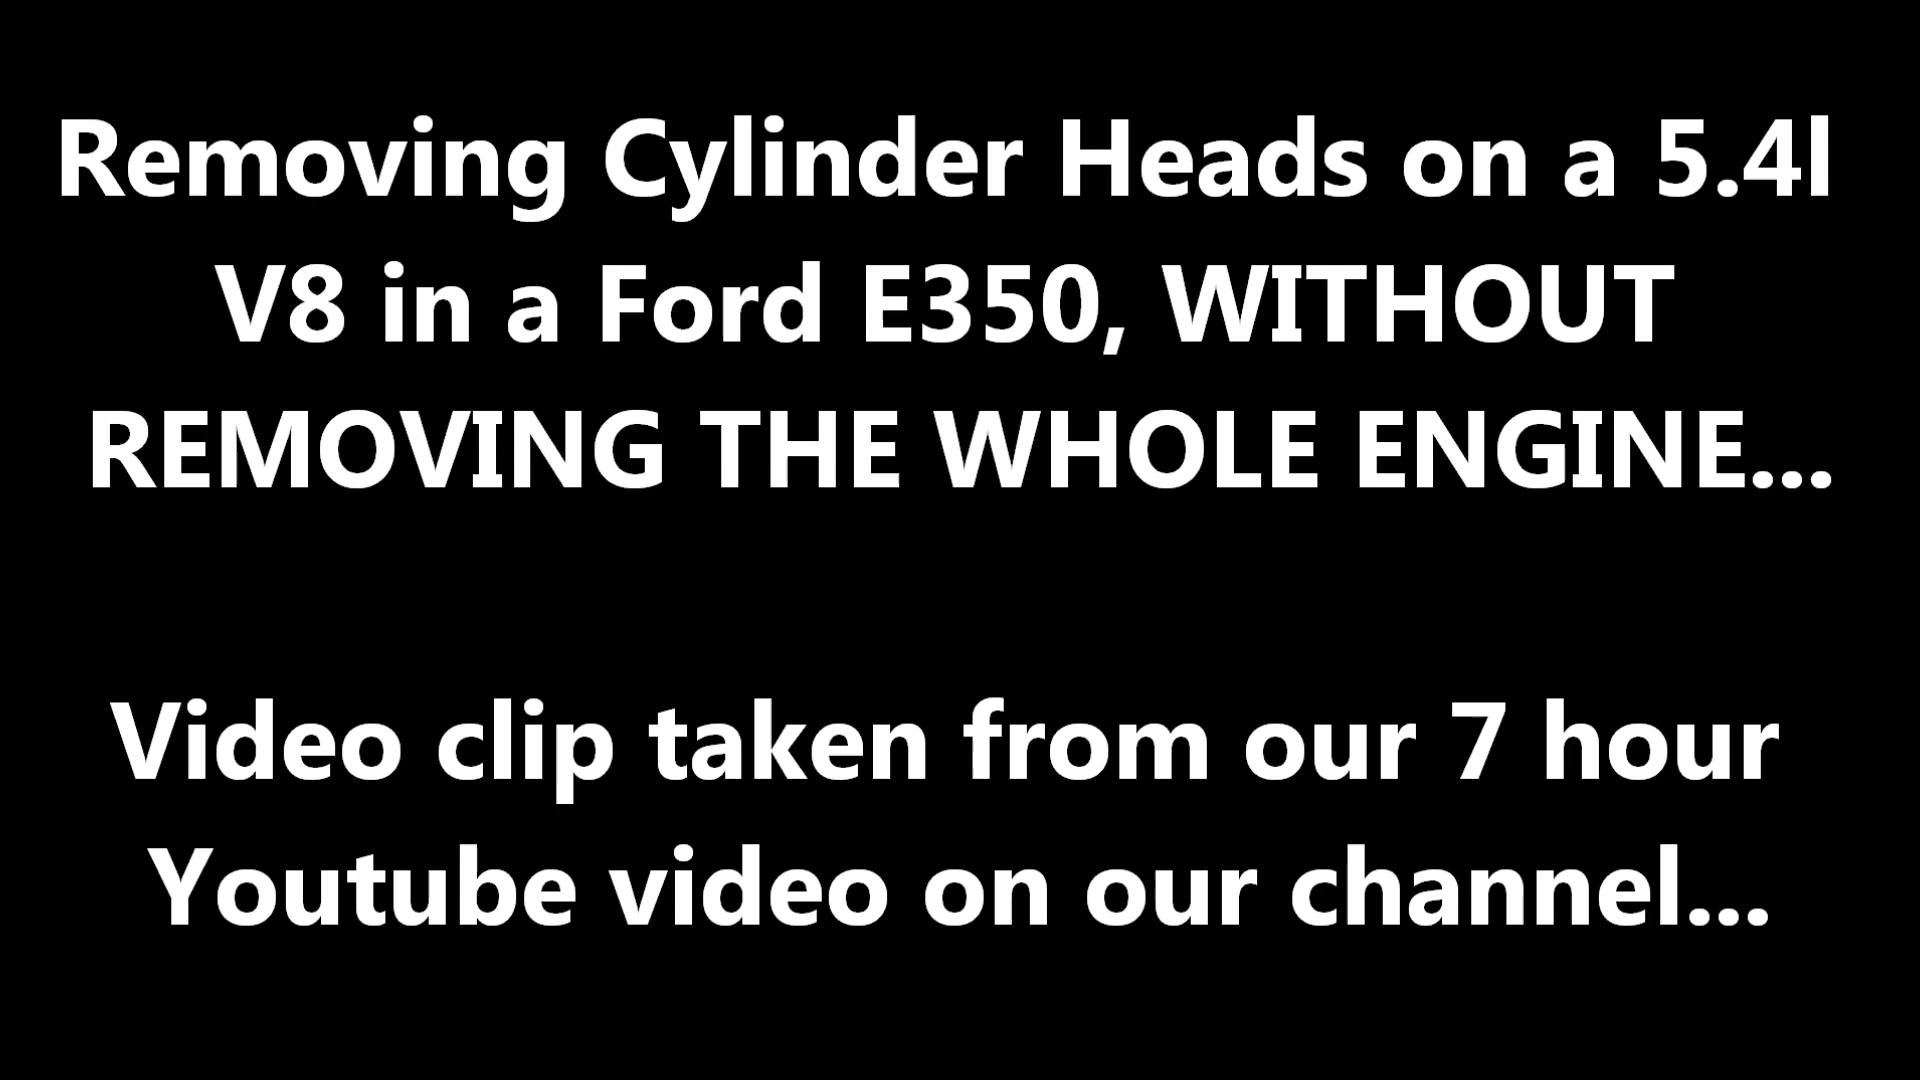 Removing Cylinder Heads on a 5.4l
V8 in a Ford E350, WITHOUT
REMOVING THE WHOLE ENGINE...
Video clip taken from our 7 hour
Youtube video on our channel...